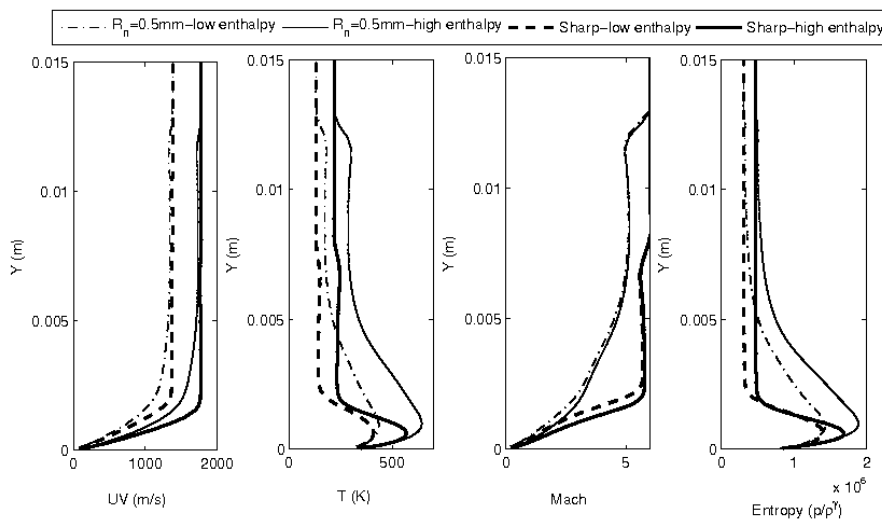 Rn=0.5mm−low enthalpy
Rn=0.5mm−high enthalpy
Sharp−low enthalpy
Sharp−high enthalpy
0.015
0.01
0.005
0
Y (m)
0
1000
2000
UV (m/s)
0.015
0.01
0.005
0
Y (m)
0
500
T (K)
0.015
0.01
0.005
0
Y (m)
0
5
Mach
0.015
0.01
0.005
0
Y (m)
0
1
2
x 10^6
Entropy (p/ρ^γ)